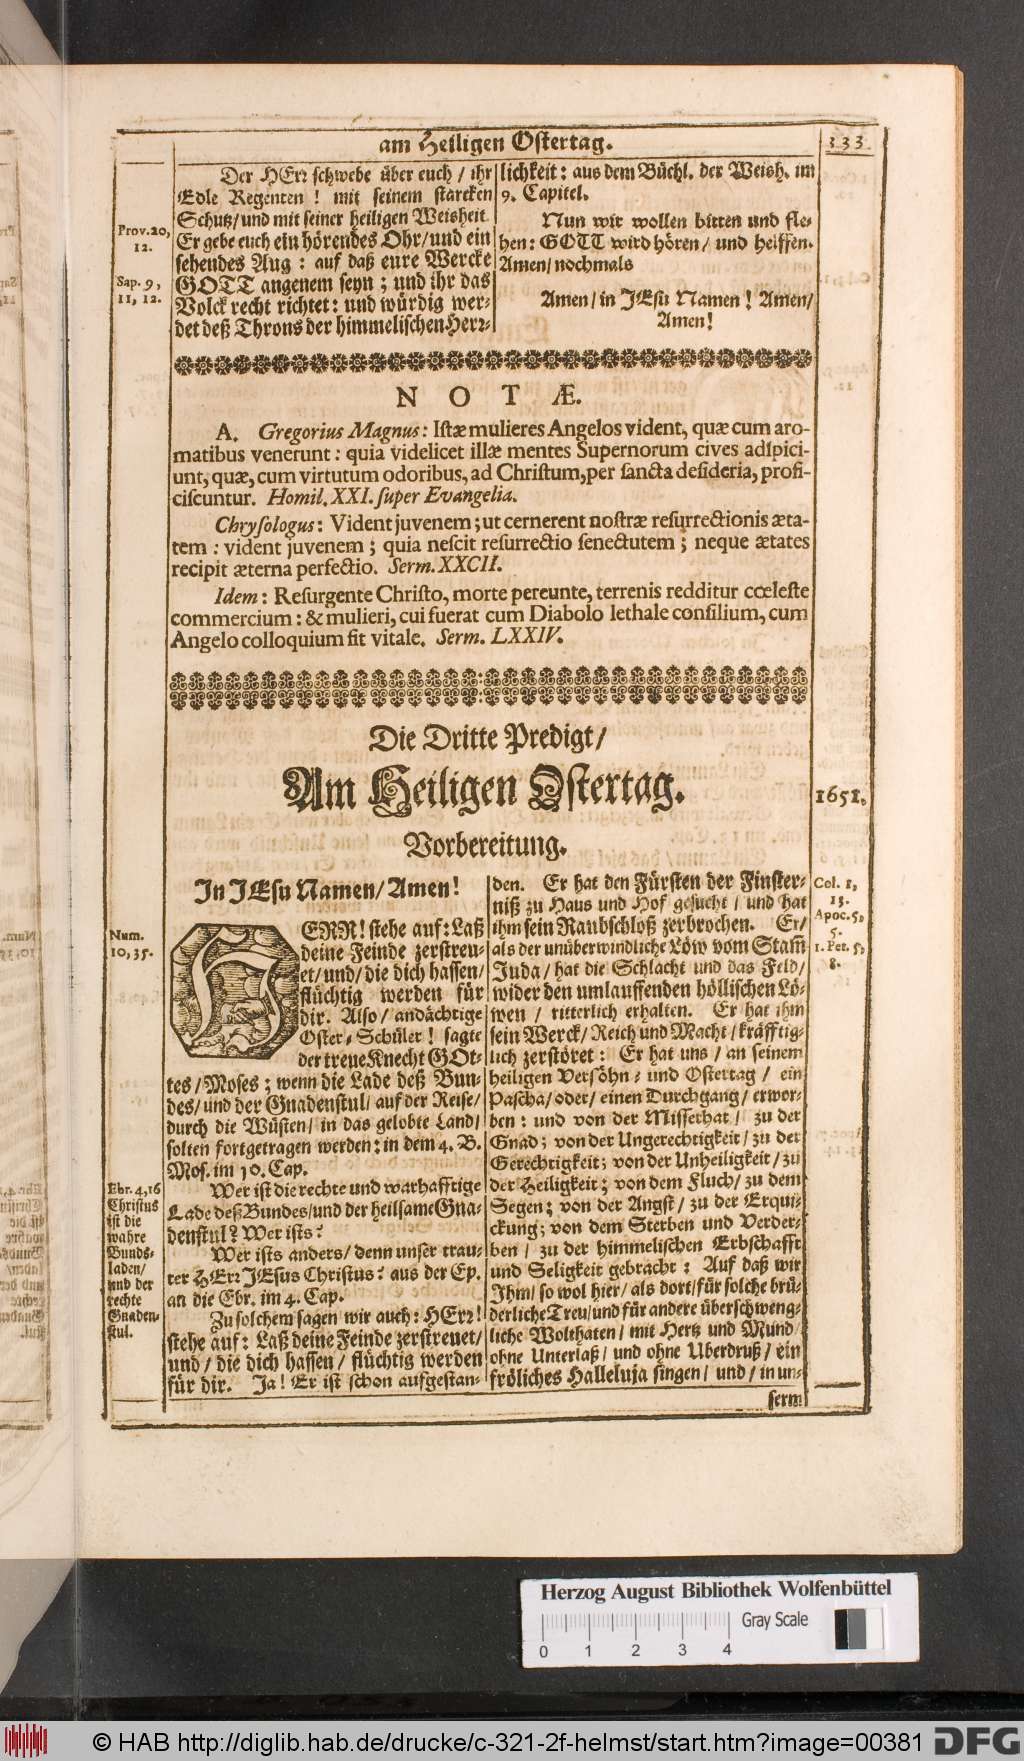 am Heiligen Ostertag.
333
Der HErr schwebe über euch / ihr
Edle Regenten ! mit seinem starcken
Schutz/und mit seiner heiligen Weisheit.
Er gebe euch ein hörendes Ohr/und ein
sehendes Aug : auf daß eure Wercke
GOTT angenem seyn ; und ihr das
Volck recht richtet: und würdig wer-
det deß Throns der himmelischen Herr-
Prov. 20,
12.
Sap. 9,
11, 12.
lichkeit: aus dem Büchl. der Weish. im
9. Capitel.
Nun wir wollen bitten und fle-
hen: GOTT wird hören/ und helffen.
Amen/ nochmals
Amen/ in JEsu Namen! Amen/
Amen!
NOTÆ.
A. Gregorius Magnus: Istæ mulieres Angelos vident, quæ cum aro-
matibus venerunt : quia videlicet illæ mentes Supernorum cives adspici-
unt, quæ, cum virtutum odoribus, ad Christum, per sancta desideria, profi-
ciscuntur. Homil. XXI. super Evangelia.
Chrysologus: Vident juvenem; ut cernerent nostræ resurrectionis æta-
tem : vident juvenem ; quia nescit resurrectio senectutem ; neque ætates
recipit æterna perfectio. Serm. XXCII.
Idem: Resurgente Christo, morte pereunte, terrenis redditur cœleste
commercium : & mulieri, cui fuerat cum Diabolo lethale consilium, cum
Angelo colloquium fit vitale. Serm. LXXIV.
Die Dritte Predigt/
Am Heiligen Ostertag.
1651.
Vorbereitung.
In JEsu Namen/ Amen!
HERR! stehe auf: Laß
deine Feinde zerstreu-
et/ und/ die dich hassen/
flüchtig werden für
dir. Also/ andächtige
Oster-Schüler! sagte
der treue Knecht GOt-
tes/ Moses; wenn die Lade deß Bun-
des/ und der Gnadenstul/ auf der Reise/
durch die Wüsten/ in das gelobte Land/
solten fortgetragen werden: in dem 4. B.
Mos. im 10. Cap.
Wer ist die rechte und warhafftige
Lade deß Bundes/und der heilsame Gna-
denstul? Wer ists?
Wer ists anders/ denn unser trau-
ter HErr JEsus Christus? aus der Ep.
an die Ebr. im 4. Cap.
Zu solchem sagen wir auch: HErr!
stehe auf: Laß deine Feinde zerstreuet/
und/ die dich hassen/ flüchtig werden
für dir. Ja! Er ist schon aufgestan-
Num.
10, 35.
Ebr. 4, 16
Christus
ist die
wahre
Bunds-
laden/
und der
rechte
Gnaden-
stul.
den. Er hat den Fürsten der Finster-
niß zu Haus und Hof gesucht/ und hat
ihm sein Raubschloß zerbrochen. Er/
als der unüberwindliche Löw vom Stam
Juda/ hat die Schlacht und das Feld/
wider den umlauffenden höllischen Lö-
wen / ritterlich erhalten. Er hat ihm
sein Werck/ Reich und Macht/ kräfftig-
lich zerstöret: Er hat uns / an seinem
heiligen Versöhn- und Ostertag / ein
Pascha/ oder/ einen Durchgang/ erwor-
ben: und von der Missethat / zu der
Gnad; von der Ungerechtigkeit/ zu der
Gerechtigkeit; von der Unheiligkeit/ zu
der Heiligkeit; von dem Fluch/ zu dem
Segen; von der Angst/ zu der Erqui-
ckung; von dem Sterben und Verder-
ben/ zu der himmelischen Erbschafft
und Seligkeit gebracht: Auf daß wir
Ihm/ so wol hier/ als dort/ für solche brü-
derliche Treu/und für andere überschweng-
liche Wolthaten/ mit Hertz und Mund/
ohne Unterlaß/ und ohne Uberdruß/ ein
fröliches Halleluja singen/ und/ in un-
serm
Col. 1,
13.
Apoc. 5,
5.
1. Pet. 5,
8.
Herzog August Bibliothek Wolfenbüttel
Gray Scale
0 1 2 3 4
© HAB http://diglib.hab.de/drucke/c-321-2f-helmst/start.htm?image=00381
DFG